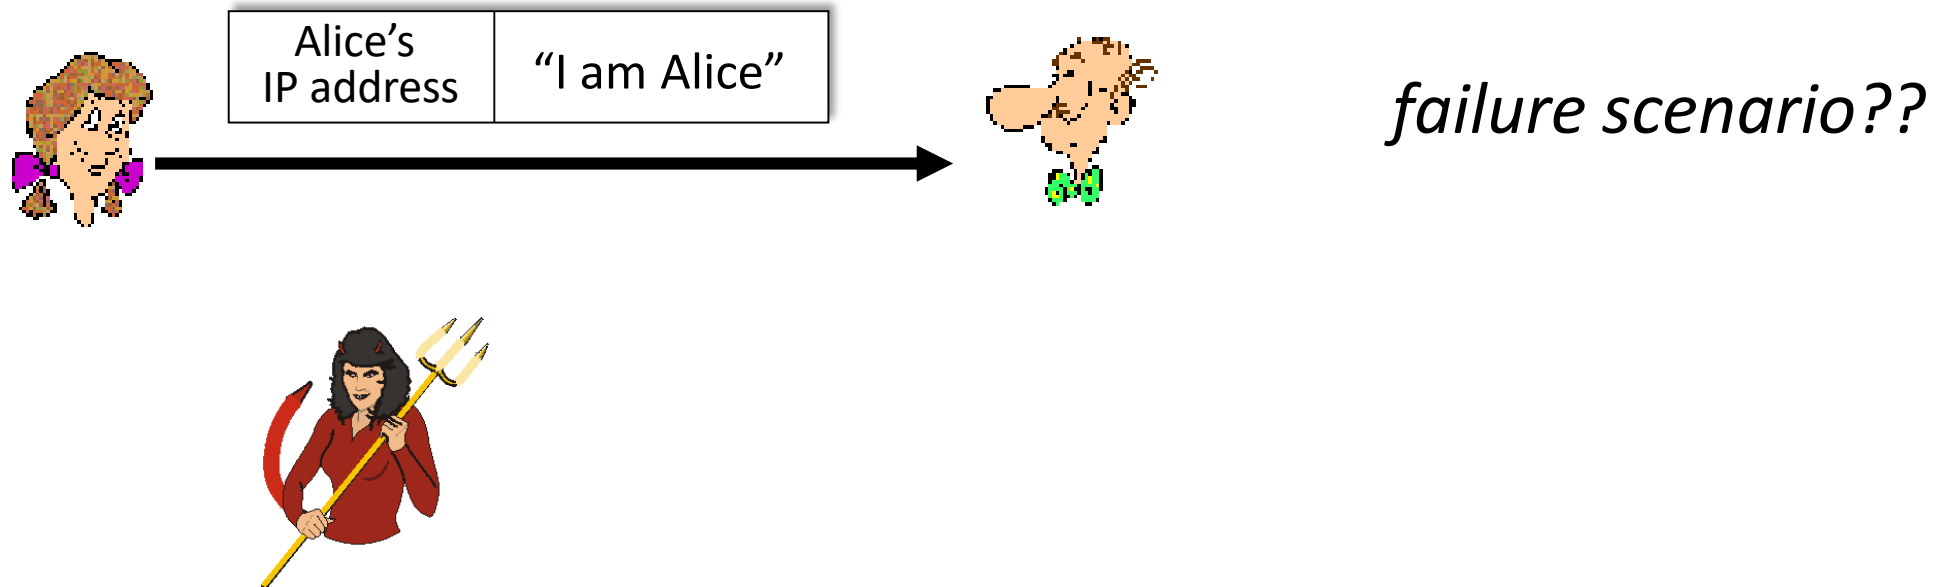 Alice’s
IP address
“I am Alice”
failure scenario??